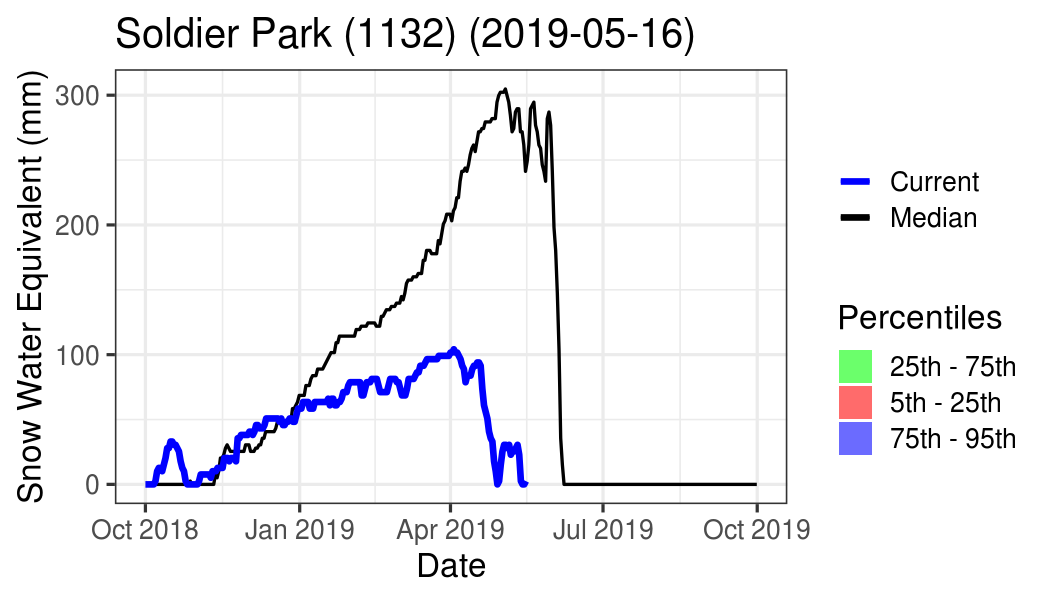 Soldier Park (1132) (2019-05-16)
Snow Water Equivalent (mm)
300
200
100
0
Oct 2018 Jan 2019 Apr 2019 Jul 2019 Oct 2019
Date
Current
Median
Percentiles
25th - 75th
5th - 25th
75th - 95th